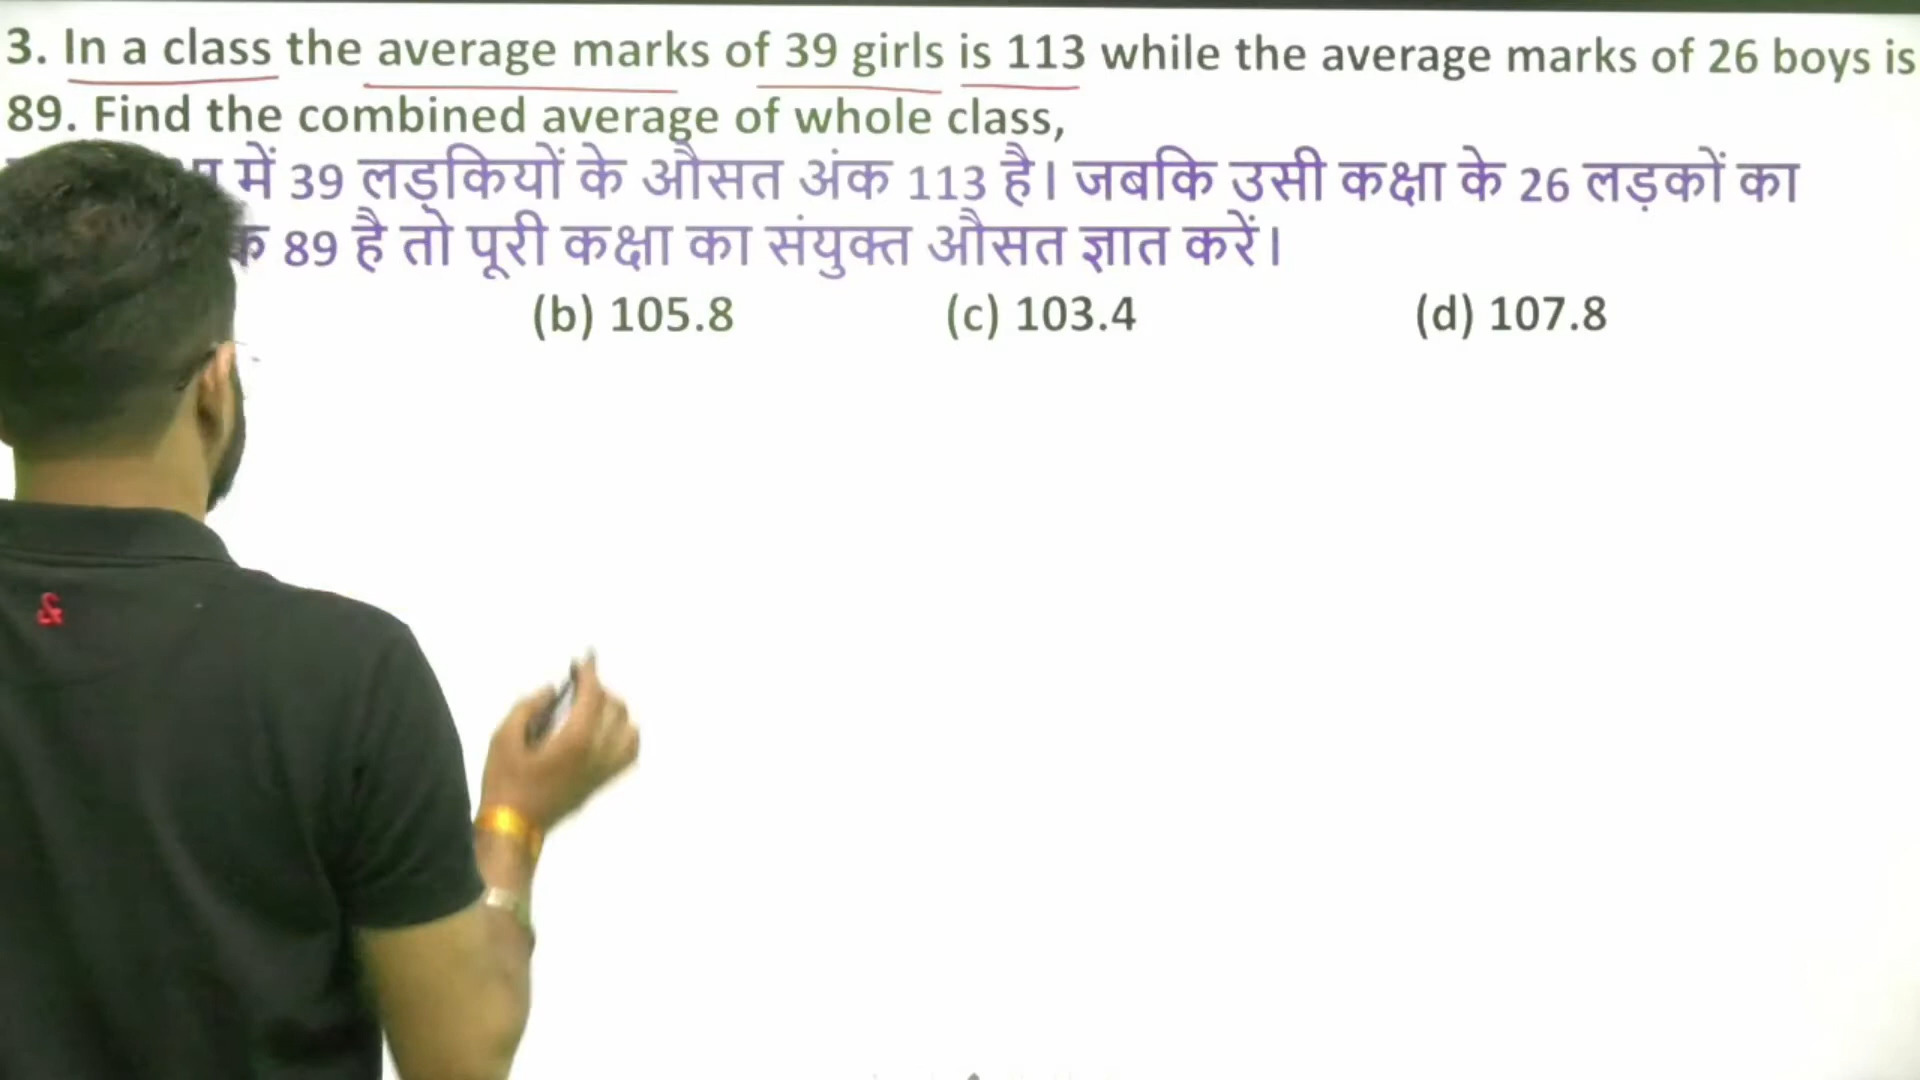 3. In a class the average marks of 39 girls is 113 while the average marks of 26 boys is
89. Find the combined average of whole class,
में 39 लड़कियों के औसत अंक 113 है। जबकि उसी कक्षा के 26 लड़कों का
89 है तो पूरी कक्षा का संयुक्त औसत ज्ञात करें।
(b) 105.8 (c) 103.4 (d) 107.8
&